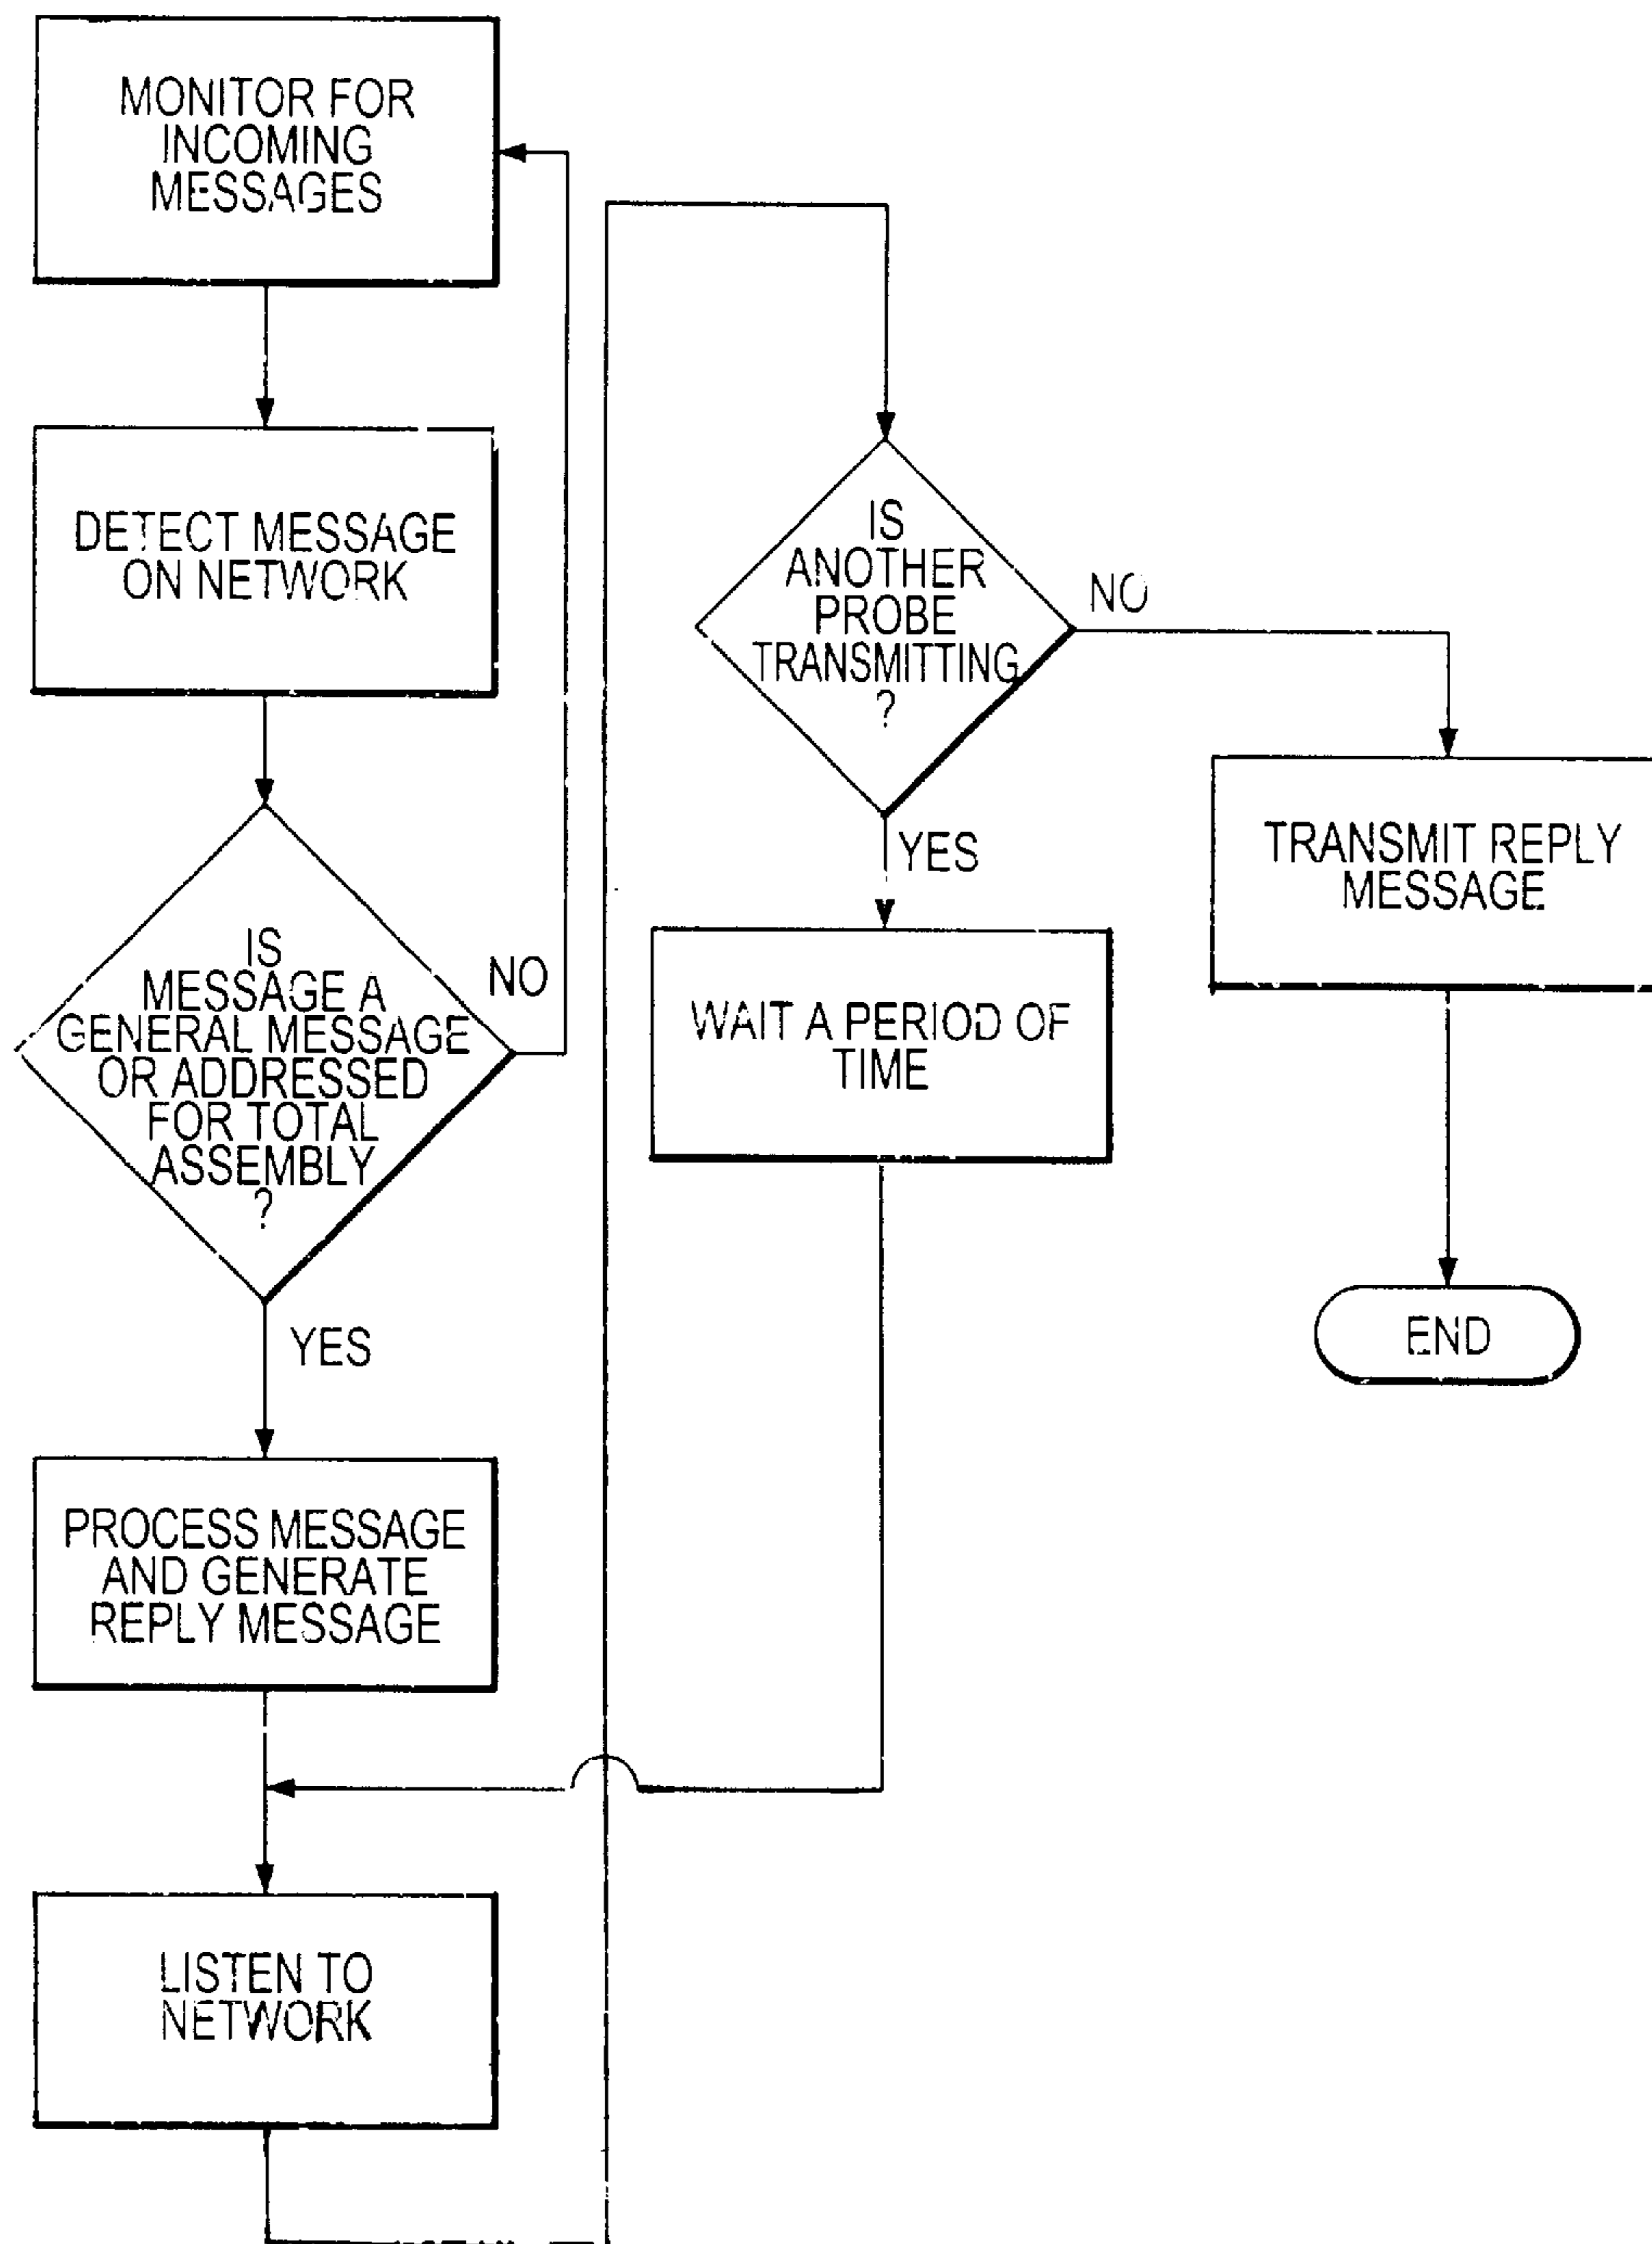 MONITOR FOR
INCOMING
MESSAGES
DETECT MESSAGE
ON NETWORK
IS
MESSAGE A
GENERAL MESSAGE
OR ADDRESSED
FOR TOTAL
ASSEMBLY
?
NO
YES
PROCESS MESSAGE
AND GENERATE
REPLY MESSAGE
LISTEN TO
NETWORK
IS
ANOTHER
PROBE
TRANSMITTING
?
NO
YES
WAIT A PERIOD OF
TIME
TRANSMIT REPLY
MESSAGE
END